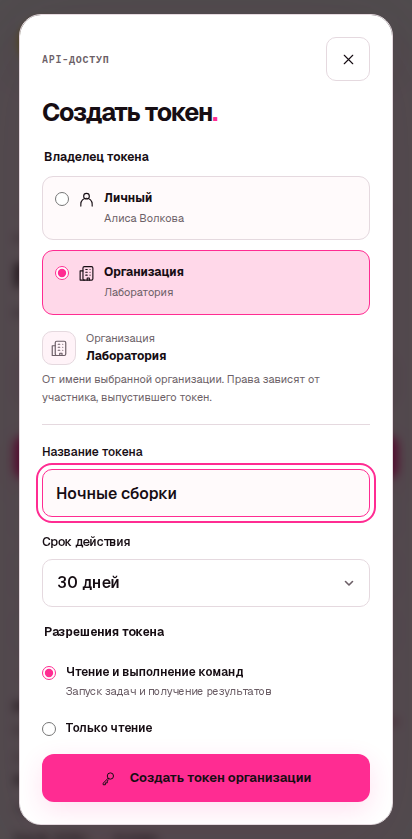 API-ДОСТУП
Создать токен.
Владелец токена
Личный
Алиса Волкова
Организация
Лаборатория
Организация
Лаборатория
От имени выбранной организации. Права зависят от
участника, выпустившего токен.
Название токена
Ночные сборки
Срок действия
30 дней
Разрешения токена
Чтение и выполнение команд
Запуск задач и получение результатов
Только чтение
Создать токен организации